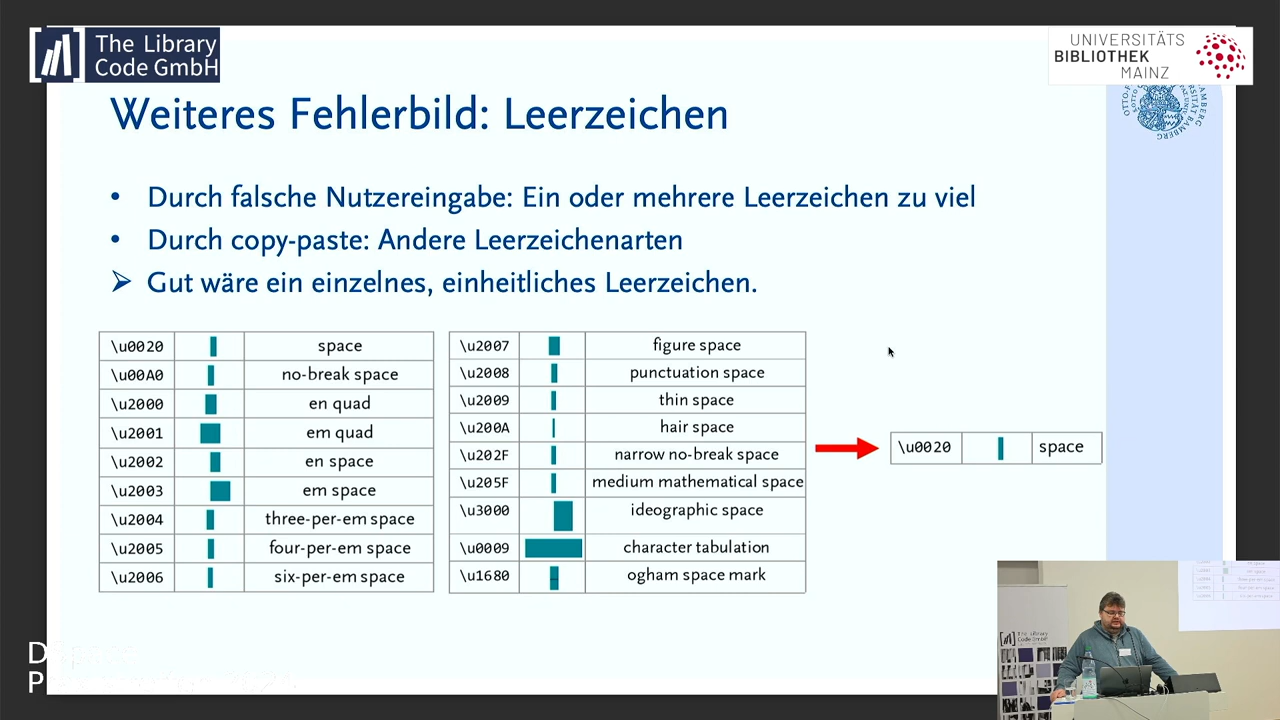 The Library
Code GmbH
UNIVERSITÄTS
BIBLIOTHEK
MAINZ
Weiteres Fehlerbild: Leerzeichen
• Durch falsche Nutzereingabe: Ein oder mehrere Leerzeichen zu viel
• Durch copy-paste: Andere Leerzeichenarten
➢ Gut wäre ein einzelnes, einheitliches Leerzeichen.
\u0020 space
\u00A0 no-break space
\u2000 en quad
\u2001 em quad
\u2002 en space
\u2003 em space
\u2004 three-per-em space
\u2005 four-per-em space
\u2006 six-per-em space
\u2007 figure space
\u2008 punctuation space
\u2009 thin space
\u200A hair space
\u202F narrow no-break space
\u205F medium mathematical space
\u3000 ideographic space
\u0009 character tabulation
\u1680 ogham space mark
\u0020 space
The Library
Code GmbH